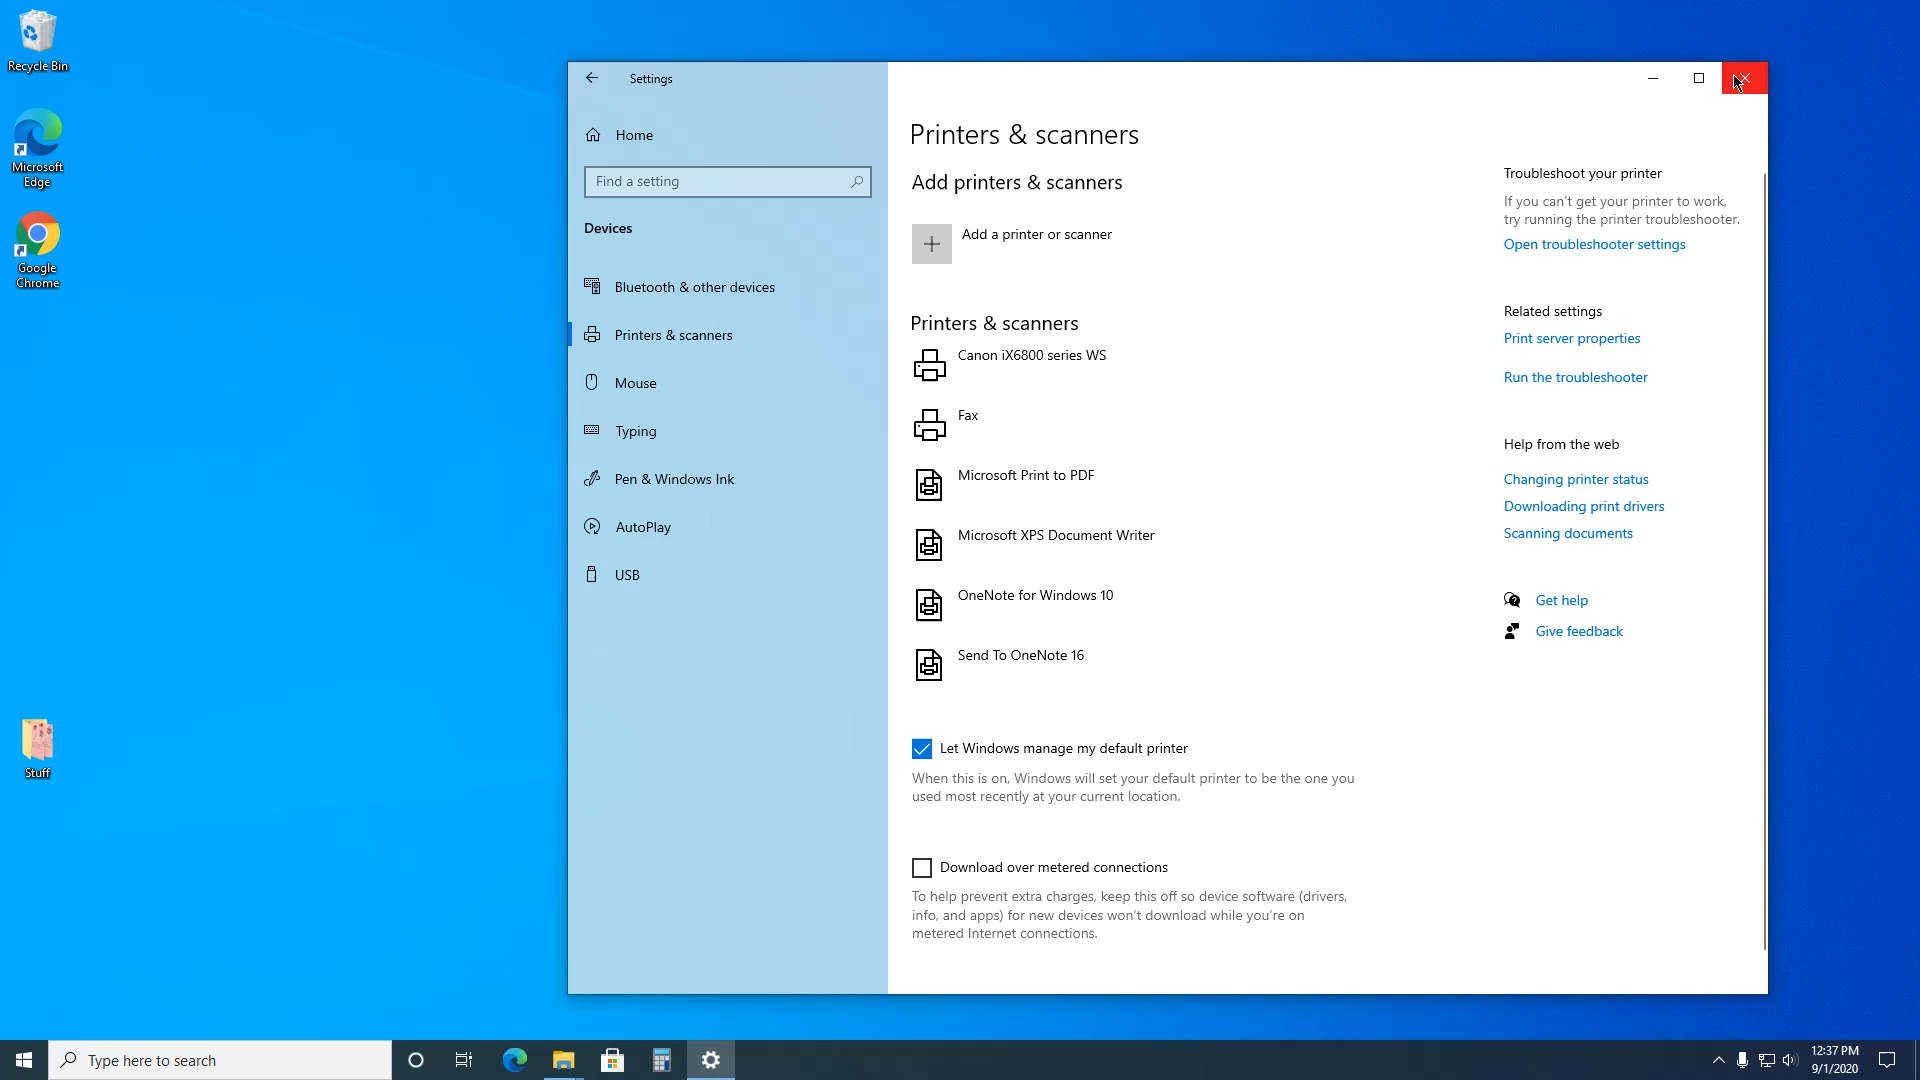 Recycle Bin
Microsoft
Edge
Google
Chrome
Stuff
Settings
Home
Find a setting
Devices
Bluetooth & other devices
Printers & scanners
Mouse
Typing
Pen & Windows Ink
AutoPlay
USB
Printers & scanners
Add printers & scanners
Add a printer or scanner
Printers & scanners
Canon iX6800 series WS
Fax
Microsoft Print to PDF
Microsoft XPS Document Writer
OneNote for Windows 10
Send To OneNote 16
Let Windows manage my default printer
When this is on, Windows will set your default printer to be the one you
used most recently at your current location.
Download over metered connections
To help prevent extra charges, keep this off so device software (drivers,
info, and apps) for new devices won't download while you're on
metered Internet connections.
Troubleshoot your printer
If you can't get your printer to work,
try running the printer troubleshooter.
Open troubleshooter settings
Related settings
Print server properties
Run the troubleshooter
Help from the web
Changing printer status
Downloading print drivers
Scanning documents
Get help
Give feedback
Type here to search
12:37 PM
9/1/2020